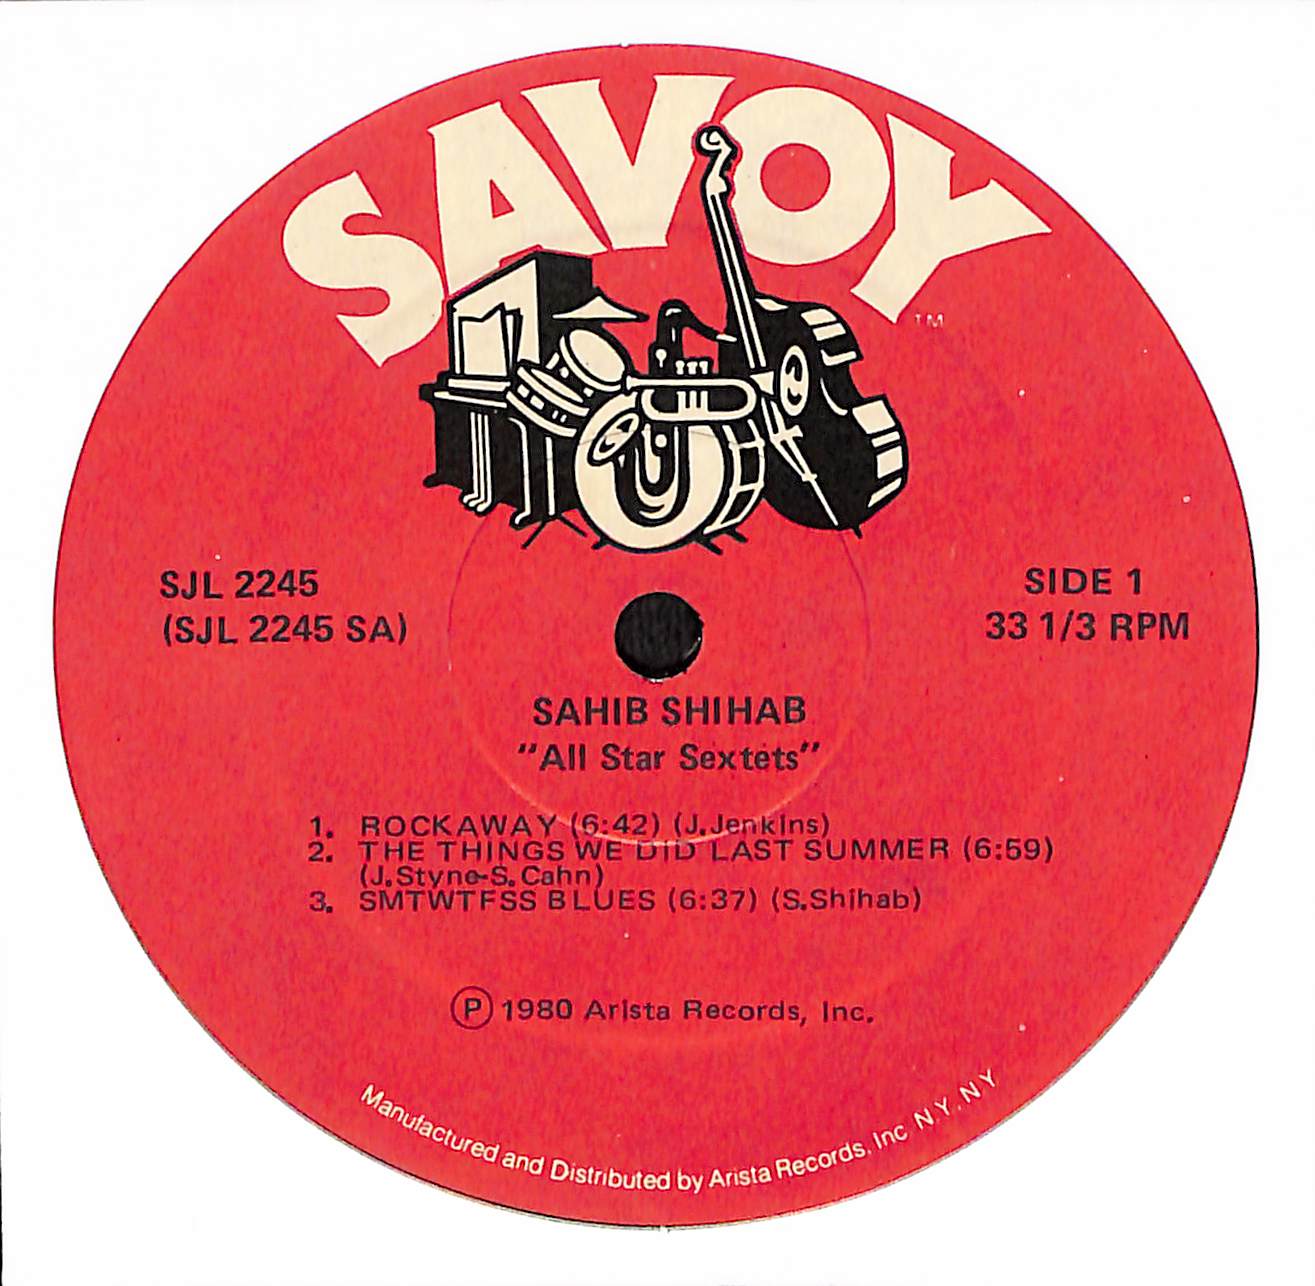 SAVOY
TM
SJL 2245
(SJL 2245 SA)
SIDE 1
33 1/3 RPM
SAHIB SHIHAB
"All Star Sextets"
1. ROCKAWAY (6:42) (J.Jenkins)
2. THE THINGS WE DID LAST SUMMER (6:59)
(J.Styne-S.Cahn)
3. SMTWTFSS BLUES (6:37) (S.Shihab)
Ⓟ 1980 Arista Records, Inc.
Manufactured and Distributed by Arista Records, Inc N.Y. N Y